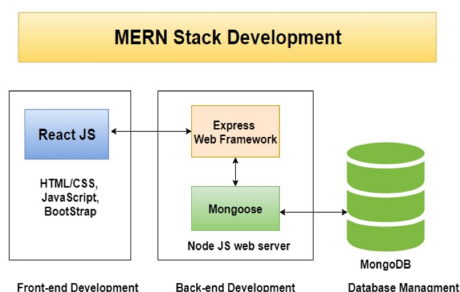 MERN Stack Development
React JS
HTML/CSS,
JavaScript,
BootStrap
Express
Web Framework
Mongoose
Node JS web server
MongoDB
Front-end Development
Back-end Development
Database Managment